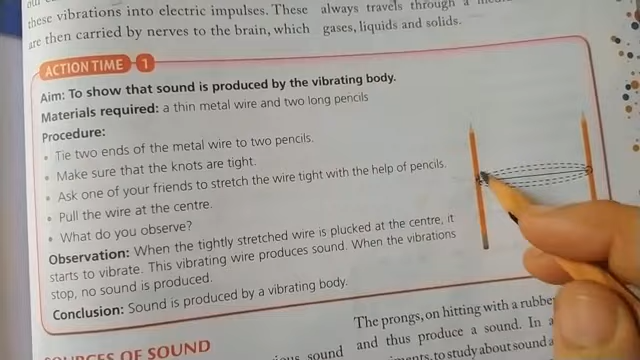 these vibrations into electric impulses. These
are then carried by nerves to the brain, which
always travels through a
gases, liquids and solids.
ACTION TIME 1
Aim: To show that sound is produced by the vibrating body.
Materials required: a thin metal wire and two long pencils
Procedure:
• Tie two ends of the metal wire to two pencils.
• Make sure that the knots are tight.
• Ask one of your friends to stretch the wire tight with the help of pencils.
• Pull the wire at the centre.
• What do you observe?
Observation: When the tightly stretched wire is plucked at the centre, it
starts to vibrate. This vibrating wire produces sound. When the vibrations
stop, no sound is produced.
Conclusion: Sound is produced by a vibrating body.
SOURCES OF SOUND
sound
The prongs, on hitting with a rubber
and thus produce a sound. In a
to study about sound a